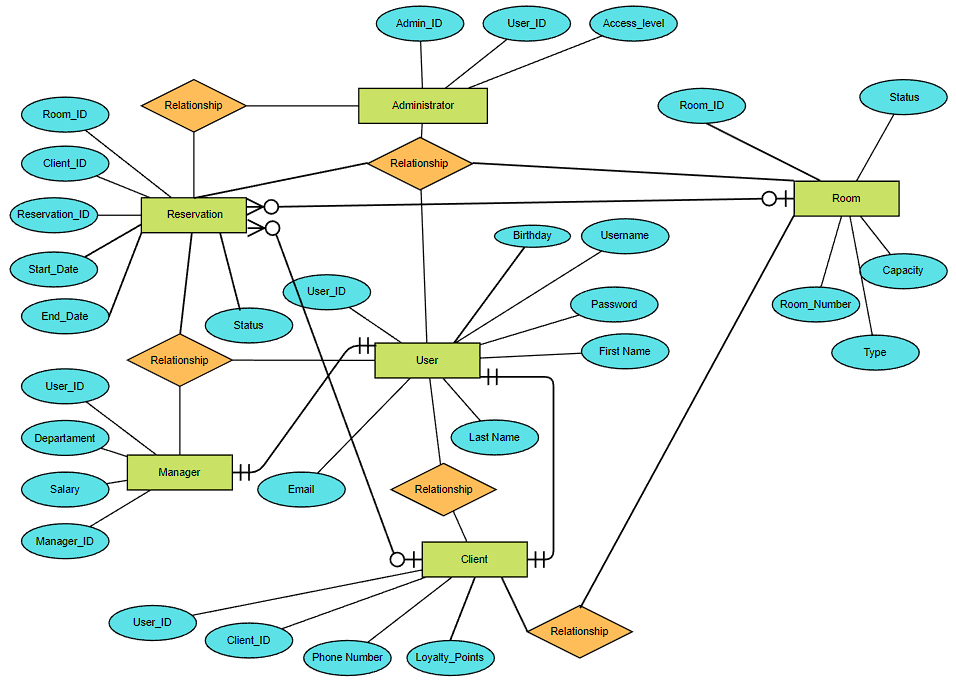 Admin_ID
User_ID
Access_level
Relationship
Administrator
Room_ID
Status
Room_ID
Client_ID
Relationship
Reservation_ID
Reservation
Room
Birthday
Username
Start_Date
Capacity
User_ID
Password
Room_Number
End_Date
Status
First Name
Type
Relationship
User
User_ID
Departament
Last Name
Manager
Salary
Email
Relationship
Manager_ID
Client
User_ID
Client_ID
Relationship
Phone Number
Loyalty_Points